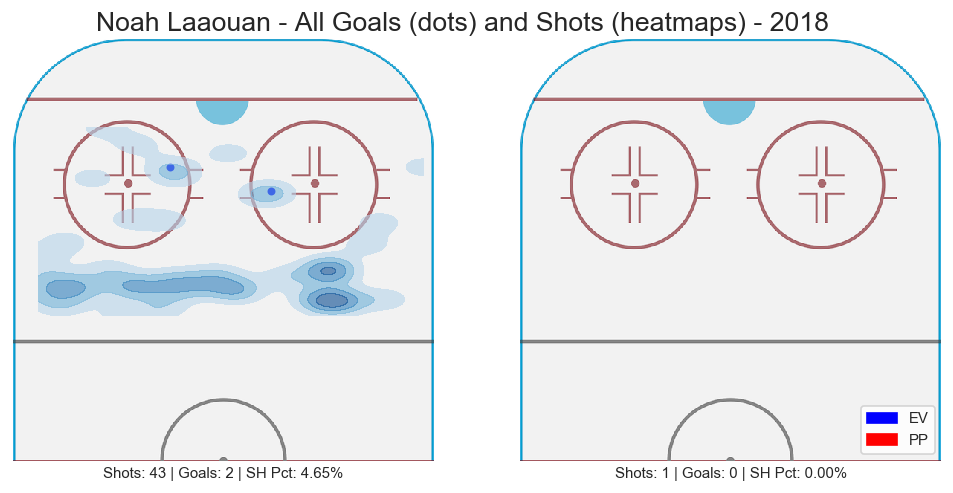 Noah Laaouan - All Goals (dots) and Shots (heatmaps) - 2018
EV
PP
Shots: 43 | Goals: 2 | SH Pct: 4.65%
Shots: 1 | Goals: 0 | SH Pct: 0.00%